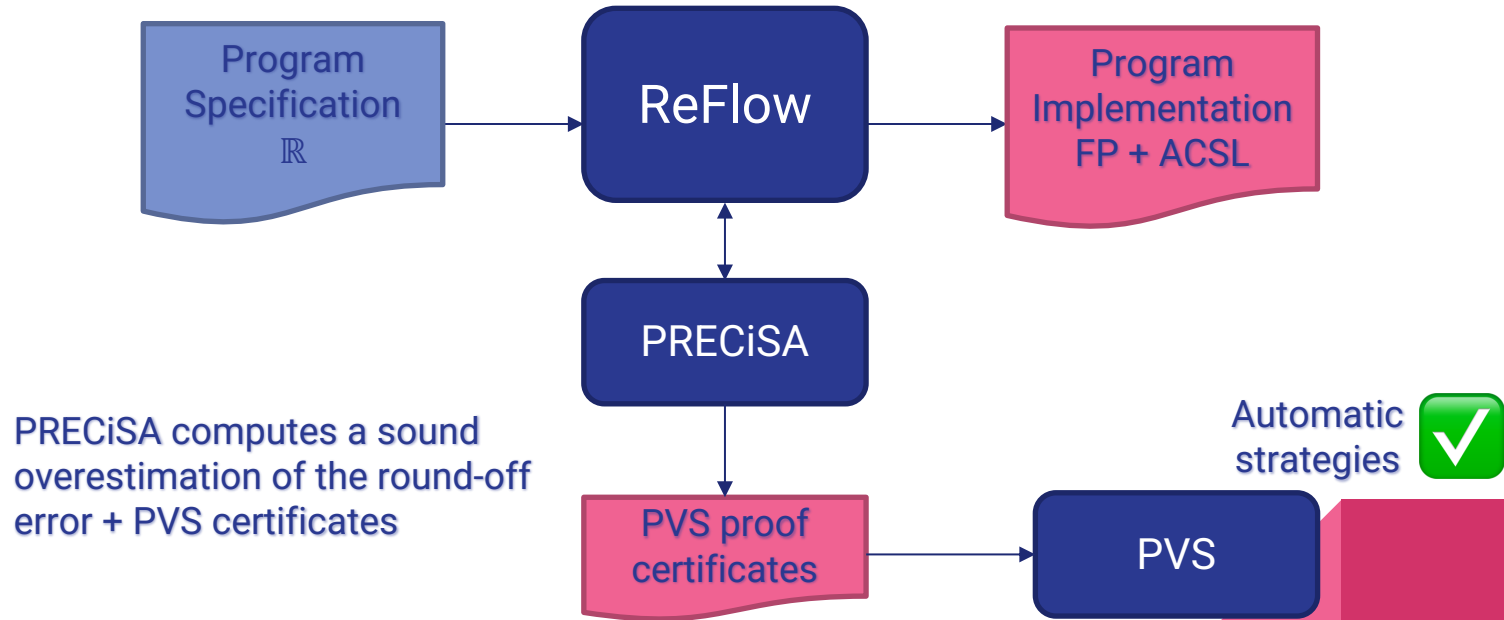 Program
Specification
ℝ
ReFlow
Program
Implementation
FP + ACSL
PRECiSA
PRECiSA computes a sound
overestimation of the round-off
error + PVS certificates
Automatic
strategies
PVS proof
certificates
PVS